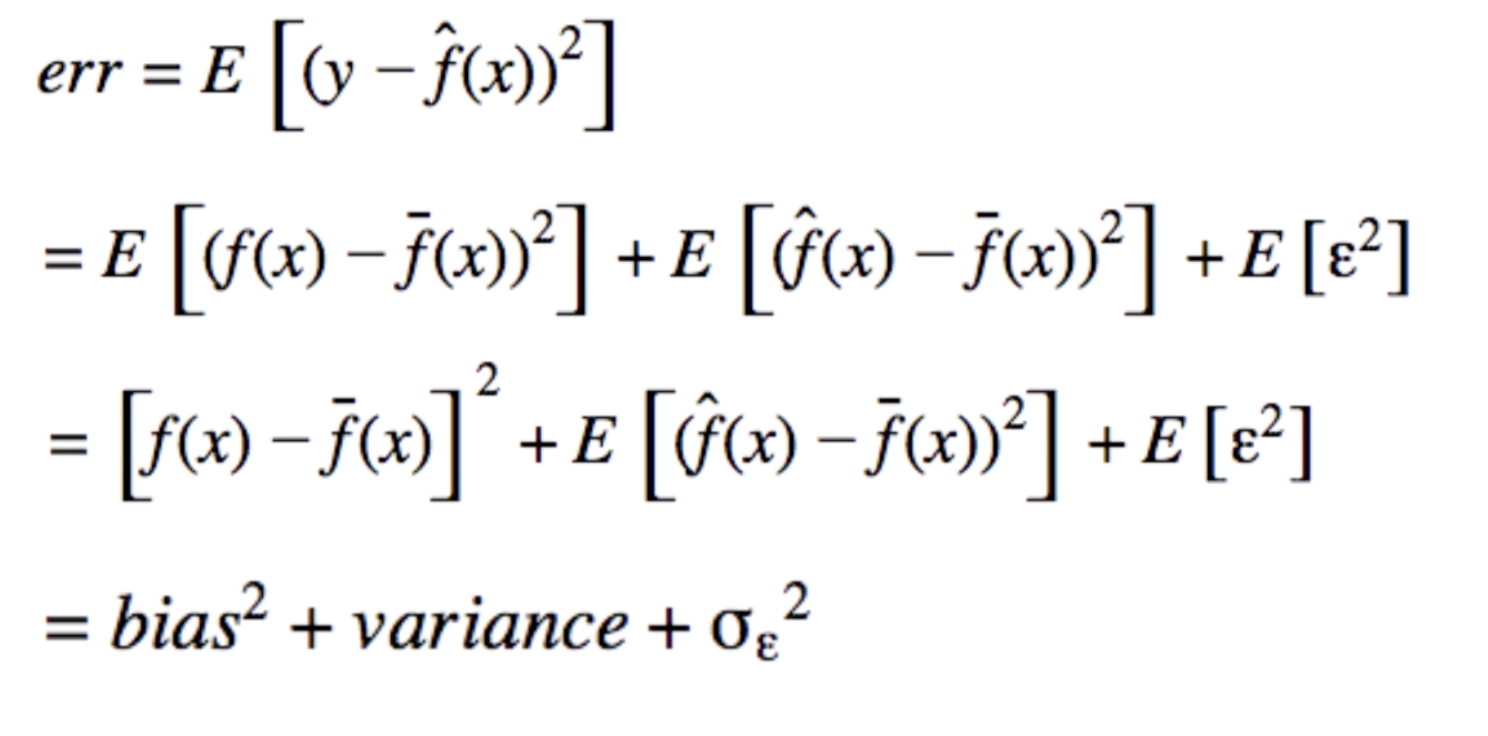 err = E [(y − f̂(x))²]
= E [(f(x) − f̄(x))²] + E [(f̂(x) − f̄(x))²] + E [ε²]
= [f(x) − f̄(x)]² + E [(f̂(x) − f̄(x))²] + E [ε²]
= bias² + variance + σ_ε²